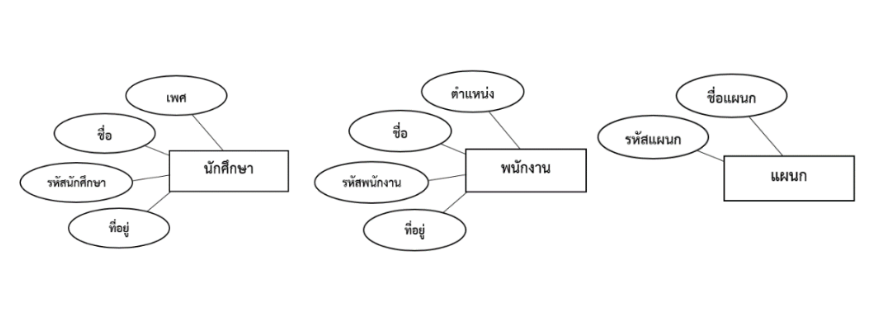 เพศ
ชื่อ
รหัสนักศึกษา
ที่อยู่
นักศึกษา
ตำแหน่ง
ชื่อ
รหัสพนักงาน
ที่อยู่
พนักงาน
ชื่อแผนก
รหัสแผนก
แผนก